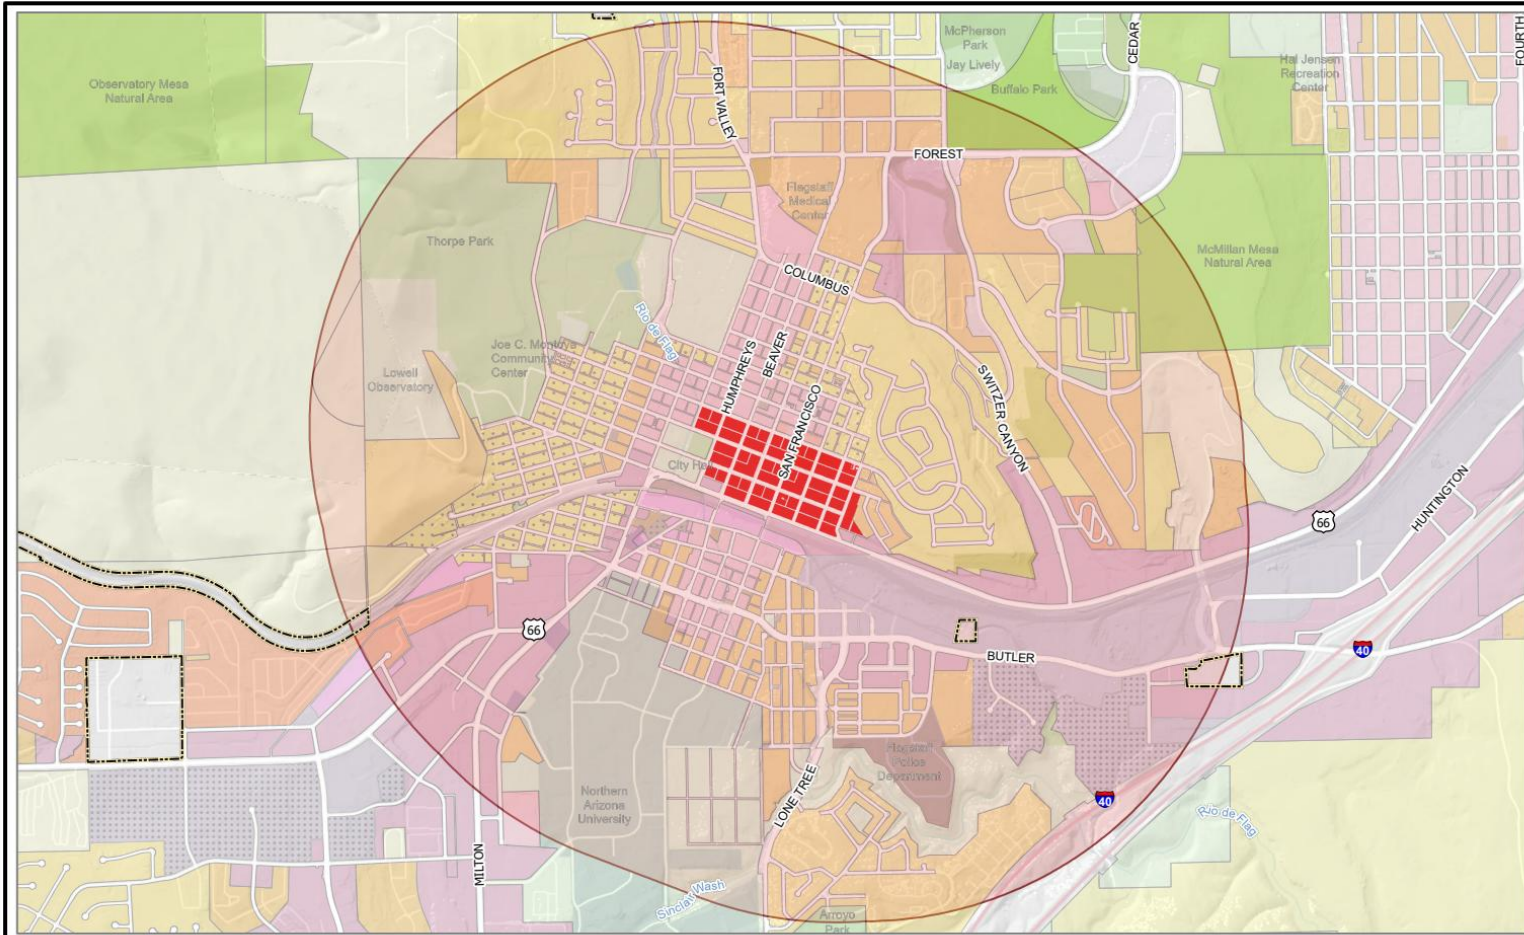 FOURTH
CEDAR
McPherson
Park
Jay Lively
Buffalo Park
Hal Jensen
Recreation
Center
Observatory Mesa
Natural Area
FORT VALLEY
FOREST
Flagstaff
Medical
Center
Thorpe Park
McMillan Mesa
Natural Area
COLUMBUS
Rio de Flag
Joe C. Montoya
Community
Center
Lowell
Observatory
HUMPHREYS
BEAVER
SAN FRANCISCO
SWITZER CANYON
City Hall
HUNTINGTON
66
66
BUTLER
40
Flagstaff
Police
Department
Northern
Arizona
University
LONE TREE
40
Rio de Flag
MILTON
Sinclair Wash
Arroyo
Park